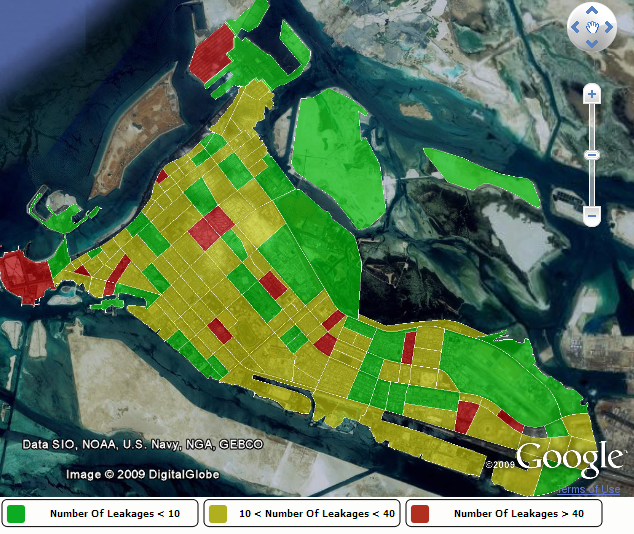 Data SIO, NOAA, U.S. Navy, NGA, GEBCO
Image © 2009 DigitalGlobe
©2009 Google
Terms of Use
Number Of Leakages < 10
10 < Number Of Leakages < 40
Number Of Leakages > 40